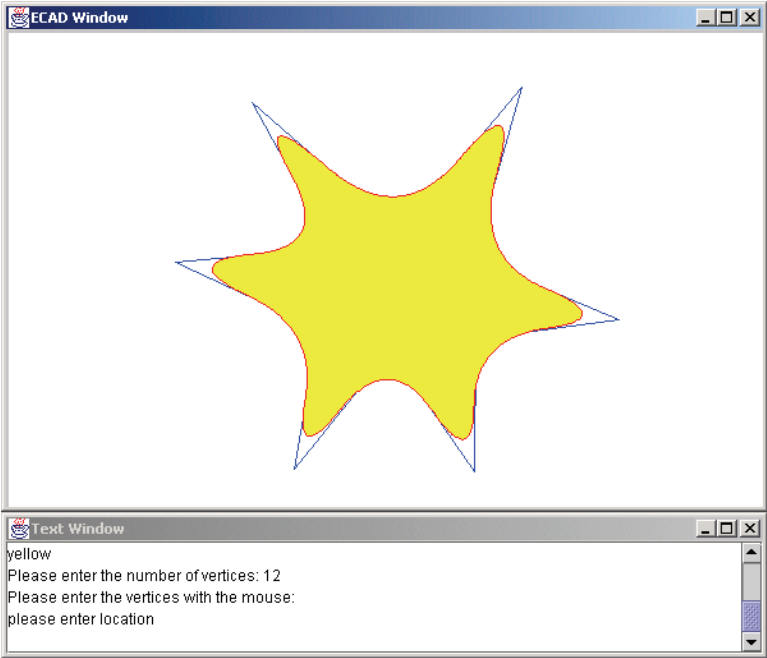 ECAD Window
Text Window
yellow
Please enter the number of vertices: 12
Please enter the vertices with the mouse:
please enter location